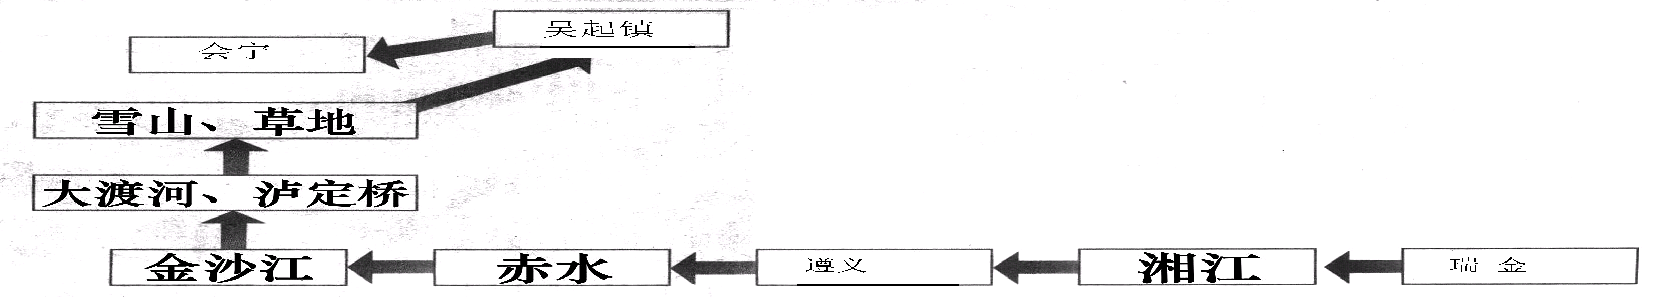 吴起镇
会宁
雪山、草地
大渡河、泸定桥
金沙江 赤水 遵义 湘江 瑞 金